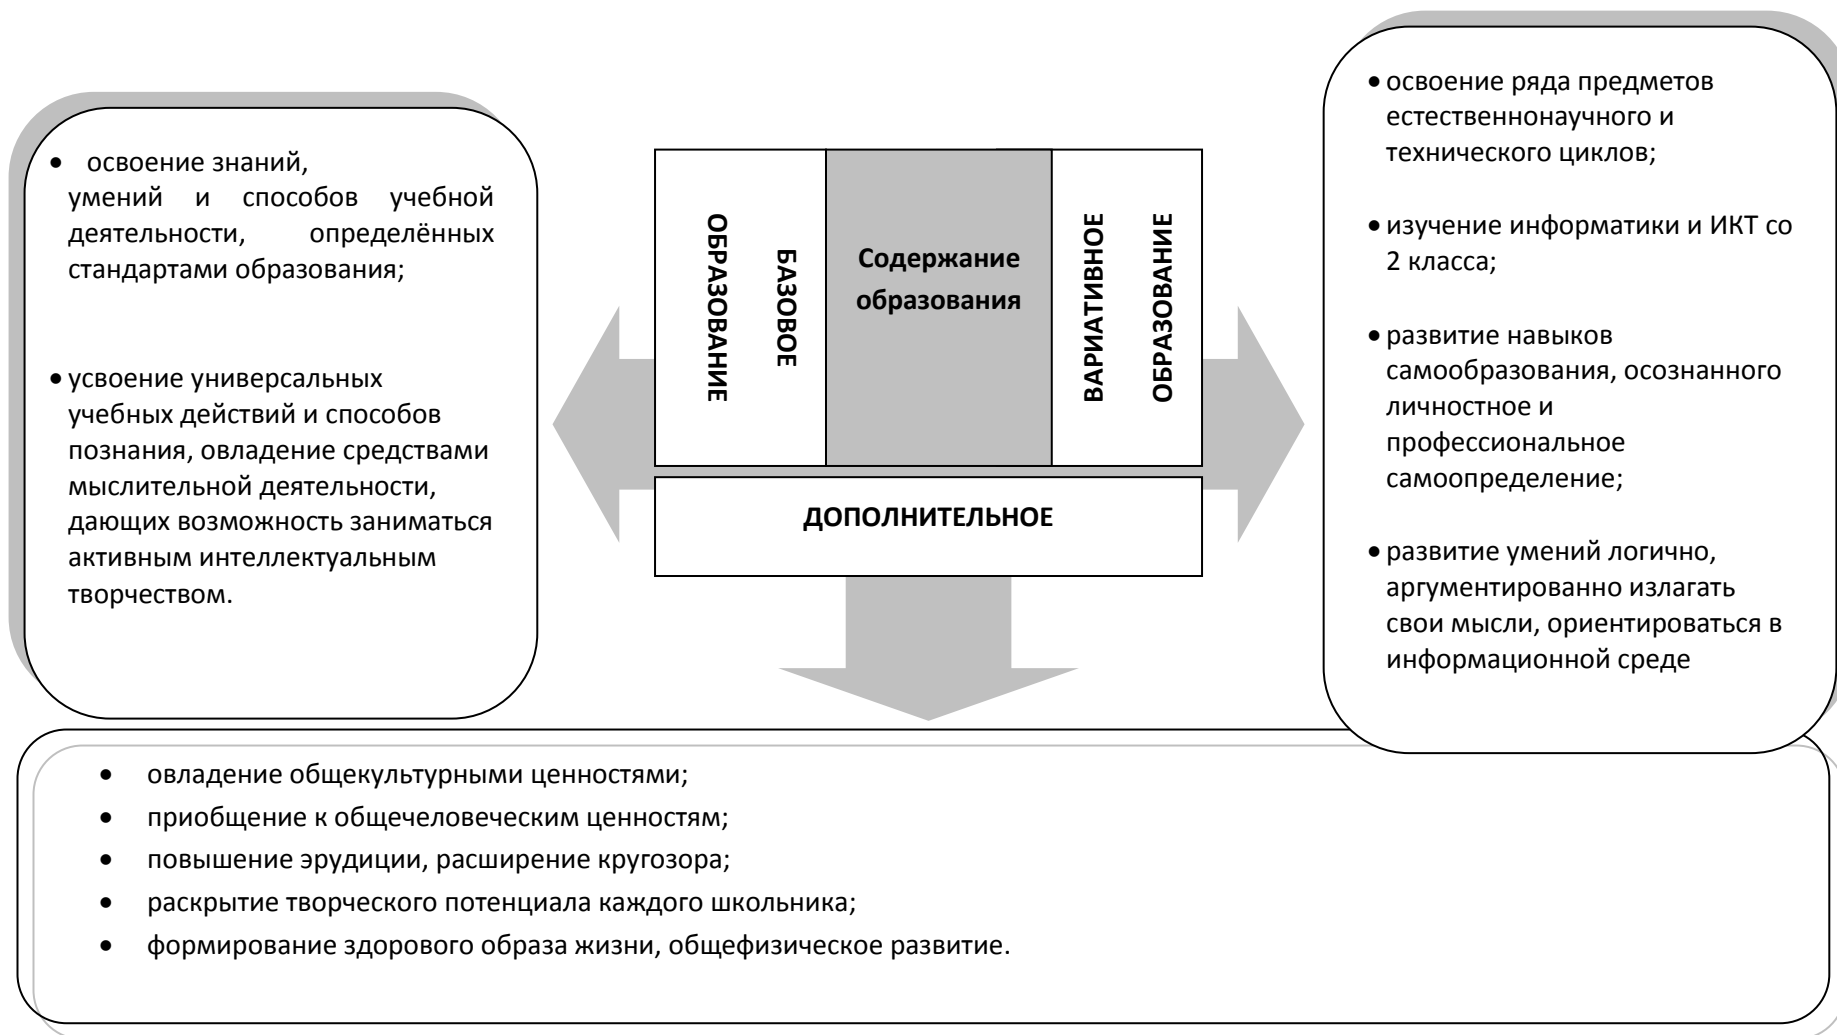 • освоение знаний,
умений и способов учебной
деятельности, определённых
стандартами образования;
• усвоение универсальных
учебных действий и способов
познания, овладение средствами
мыслительной деятельности,
дающих возможность заниматься
активным интеллектуальным
творчеством.
БАЗОВОЕ
ОБРАЗОВАНИЕ
Содержание
образования
ВАРИАТИВНОЕ
ОБРАЗОВАНИЕ
ДОПОЛНИТЕЛЬНОЕ
• освоение ряда предметов
естественнонаучного и
технического циклов;
• изучение информатики и ИКТ со
2 класса;
• развитие навыков
самообразования, осознанного
личностное и
профессиональное
самоопределение;
• развитие умений логично,
аргументированно излагать
свои мысли, ориентироваться в
информационной среде
• овладение общекультурными ценностями;
• приобщение к общечеловеческим ценностям;
• повышение эрудиции, расширение кругозора;
• раскрытие творческого потенциала каждого школьника;
• формирование здорового образа жизни, общефизическое развитие.